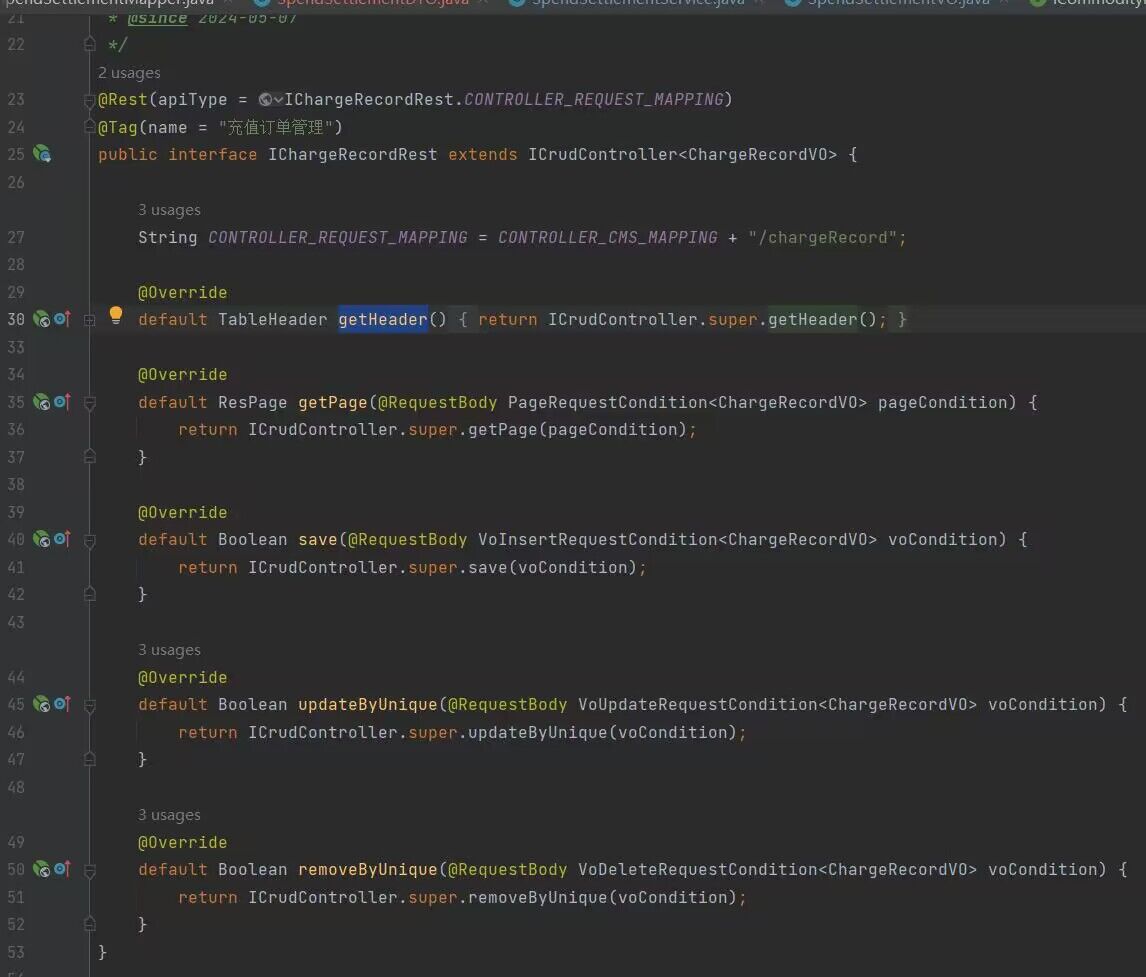 SpendSettlementDTO.java
SpendSettlementService.java
SpendSettlementVO.java
21 * @since 2024-05-07
22 */
2 usages
23 @Rest(apiType = IChargeRecordRest.CONTROLLER_REQUEST_MAPPING)
24 @Tag(name = "充值订单管理")
25 public interface IChargeRecordRest extends ICrudController<ChargeRecordVO> {
26
3 usages
27 String CONTROLLER_REQUEST_MAPPING = CONTROLLER_CMS_MAPPING + "/chargeRecord";
28
29 @Override
30 default TableHeader getHeader() { return ICrudController.super.getHeader(); }
33
34 @Override
35 default ResPage getPage(@RequestBody PageRequestCondition<ChargeRecordVO> pageCondition) {
36 return ICrudController.super.getPage(pageCondition);
37 }
38
39 @Override
40 default Boolean save(@RequestBody VoInsertRequestCondition<ChargeRecordVO> voCondition) {
41 return ICrudController.super.save(voCondition);
42 }
43
3 usages
44 @Override
45 default Boolean updateByUnique(@RequestBody VoUpdateRequestCondition<ChargeRecordVO> voCondition) {
46 return ICrudController.super.updateByUnique(voCondition);
47 }
48
3 usages
49 @Override
50 default Boolean removeByUnique(@RequestBody VoDeleteRequestCondition<ChargeRecordVO> voCondition) {
51 return ICrudController.super.removeByUnique(voCondition);
52 }
53 }